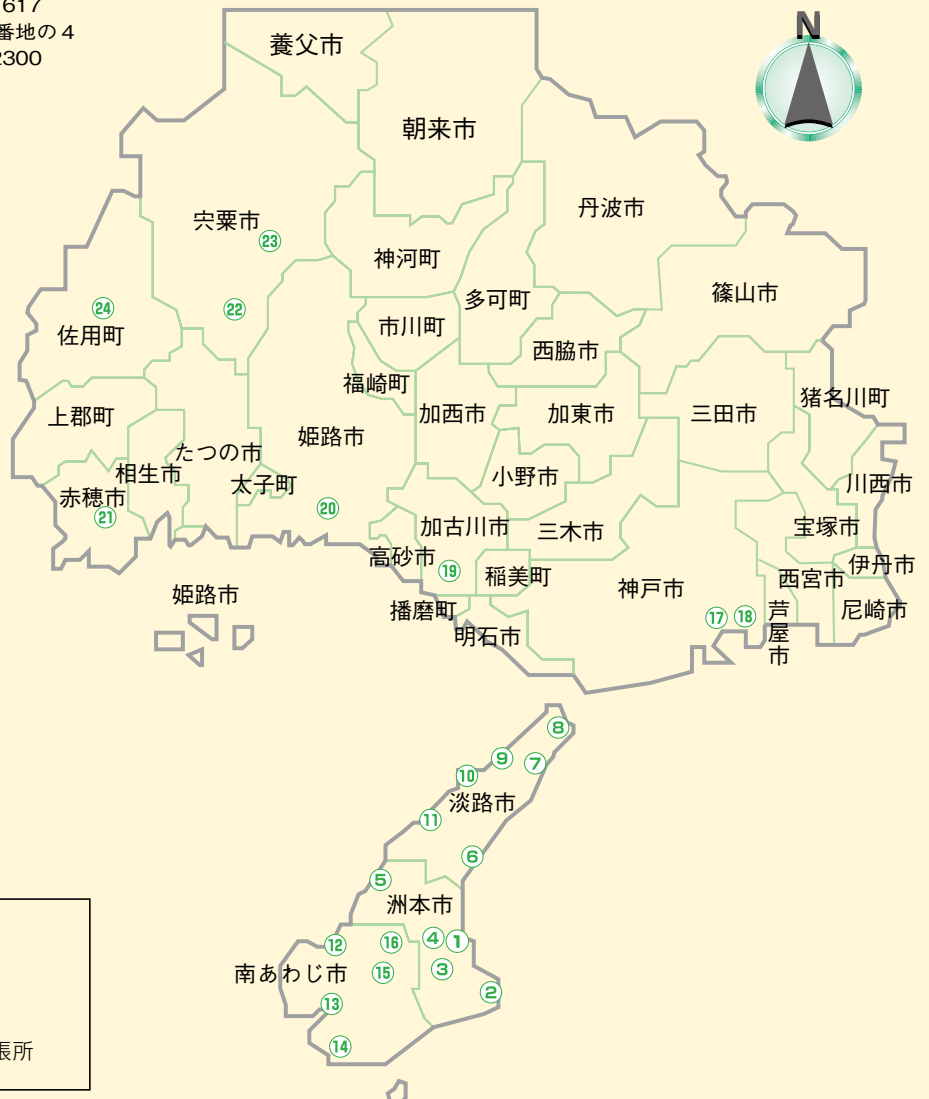 617
番地の4
2300
N
養父市
朝来市
丹波市
宍粟市
㉓
神河町
篠山市
多可町
㉔
㉒
佐用町
市川町
西脇市
福崎町
猪名川町
上郡町
加西市
加東市
三田市
姫路市
たつの市
相生市
太子町
小野市
川西市
赤穂市
㉑
⑳
加古川市
三木市
宝塚市
高砂市
⑲
稲美町
伊丹市
西宮市
神戸市
姫路市
播磨町
⑰
⑱
芦屋市
尼崎市
明石市
⑧
⑨
⑦
⑩
淡路市
⑪
⑥
⑤
洲本市
④
①
⑯
⑫
南あわじ市
⑮
③
②
⑬
⑭
張所